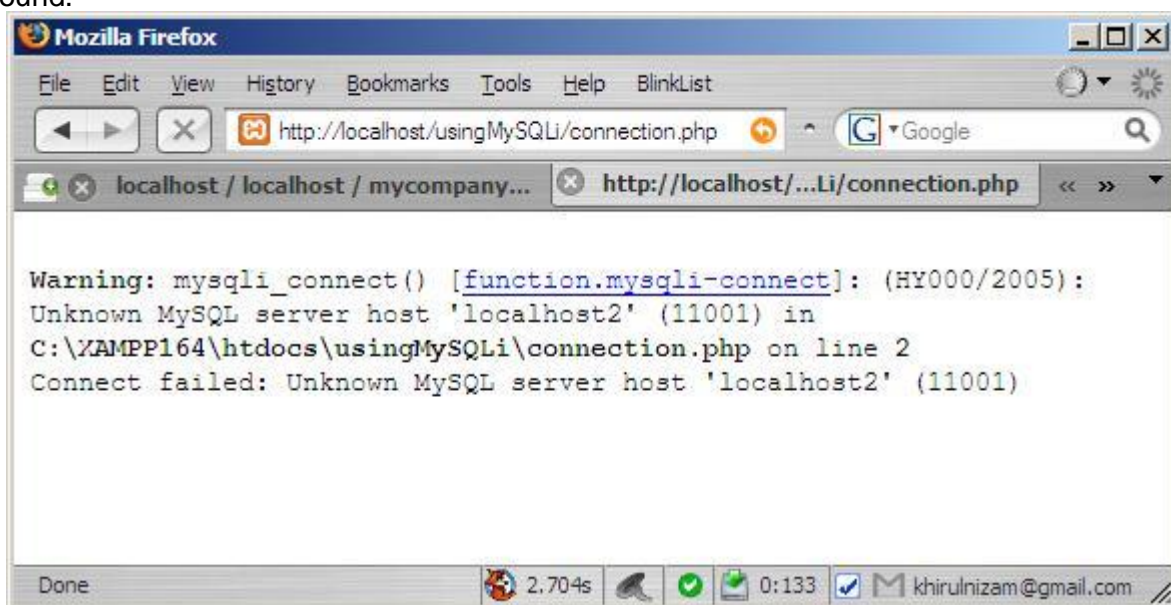 ound.
Mozilla Firefox
File Edit View History Bookmarks Tools Help BlinkList
http://localhost/usingMySQLi/connection.php G Google
localhost / localhost / mycompany... http://localhost/...Li/connection.php « »
Warning: mysqli_connect() [function.mysqli-connect]: (HY000/2005):
Unknown MySQL server host 'localhost2' (11001) in
C:\XAMPP164\htdocs\usingMySQLi\connection.php on line 2
Connect failed: Unknown MySQL server host 'localhost2' (11001)
Done 2.704s 0:133 khirulnizam@gmail.com